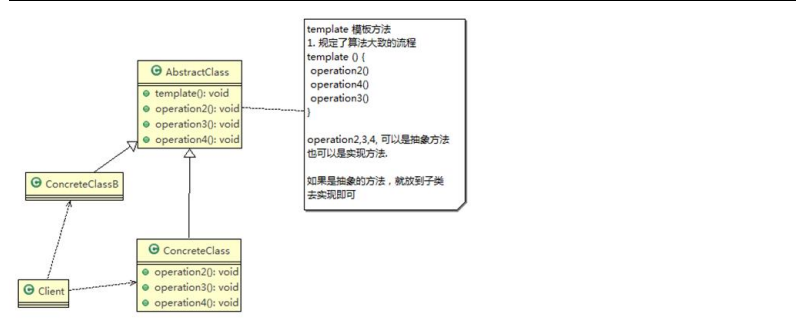 template 模板方法
1. 规定了算法大致的流程
template () {
operation2()
operation4()
operation3()
}
operation2,3,4, 可以是抽象方法
也可以是实现方法.
如果是抽象的方法，就放到子类
去实现即可
AbstractClass
template(): void
operation2(): void
operation3(): void
operation4(): void
ConcreteClassB
ConcreteClass
operation2(): void
operation3(): void
operation4(): void
Client